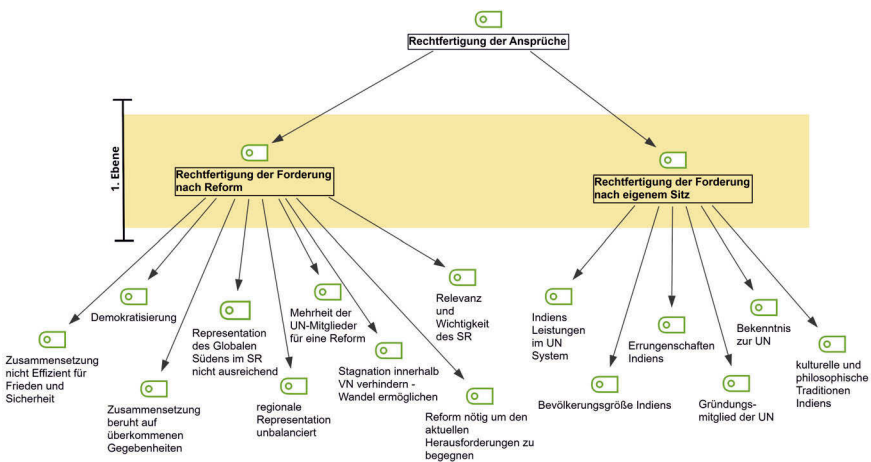 Rechtfertigung der Ansprüche
1. Ebene
Rechtfertigung der Forderung
nach Reform
Rechtfertigung der Forderung
nach eigenem Sitz
Zusammensetzung
nicht Effizient für
Frieden und
Sicherheit
Demokratisierung
Zusammensetzung
beruht auf
überkommenen
Gegebenheiten
Representation
des Globalen
Südens im SR
nicht ausreichend
regionale
Representation
unbalanciert
Mehrheit der
UN-Mitglieder
für eine Reform
Stagnation innerhalb
VN verhindern -
Wandel ermöglichen
Relevanz
und
Wichtigkeit
des SR
Reform nötig um den
aktuellen
Herausforderungen zu
begegnen
Indiens
Leistungen
im UN
System
Bevölkerungsgröße Indiens
Errungenschaften
Indiens
Gründungs-
mitglied der UN
Bekenntnis
zur UN
kulturelle und
philosophische
Traditionen
Indiens